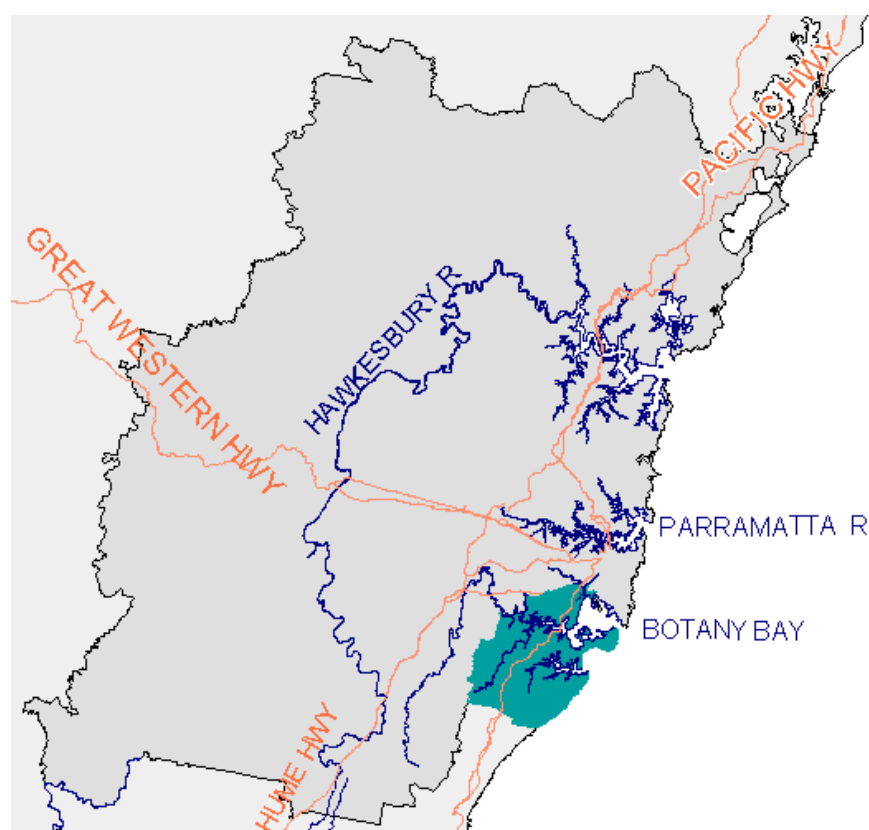 PACIFIC HWY
GREAT WESTERN HWY
HAWKESBURY R
PARRAMATTA R
BOTANY BAY
HUME HWY